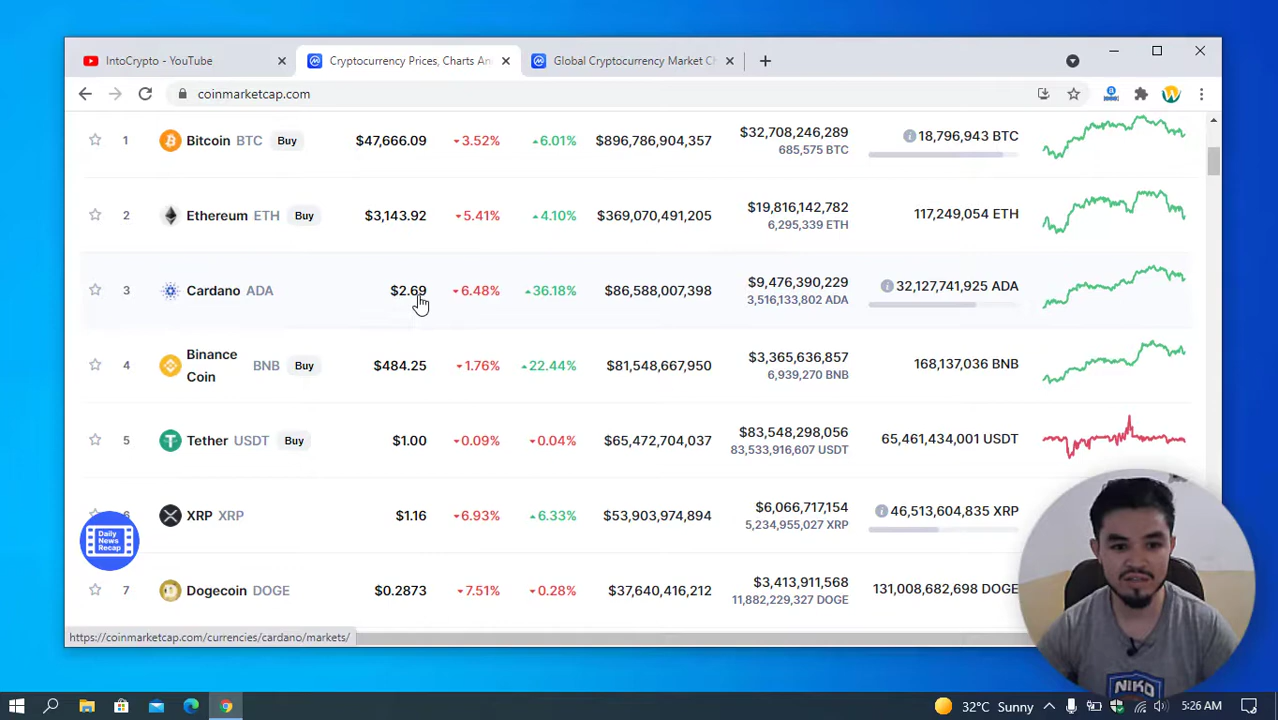 IntoCrypto - YouTube
Cryptocurrency Prices, Charts An
Global Cryptocurrency Market C
coinmarketcap.com
1 Bitcoin BTC Buy $47,666.09 3.52% 6.01% $896,786,904,357 $32,708,246,289 18,796,943 BTC
685,575 BTC
2 Ethereum ETH Buy $3,143.92 5.41% 4.10% $369,070,491,205 $19,816,142,782 117,249,054 ETH
6,295,339 ETH
3 Cardano ADA $2.69 6.48% 36.18% $86,588,007,398 $9,476,390,229 32,127,741,925 ADA
3,516,133,802 ADA
4 Binance Coin BNB Buy $484.25 1.76% 22.44% $81,548,667,950 $3,365,636,857 168,137,036 BNB
6,939,270 BNB
5 Tether USDT Buy $1.00 0.09% 0.04% $65,472,704,037 $83,548,298,056 65,461,434,001 USDT
83,533,916,607 USDT
XRP XRP $1.16 6.93% 6.33% $53,903,974,894 $6,066,717,154 46,513,604,835 XRP
5,234,955,027 XRP
Daily
News
Recap
7 Dogecoin DOGE $0.2873 7.51% 0.28% $37,640,416,212 $3,413,911,568 131,008,682,698 DOGE
11,882,229,327 DOGE
https://coinmarketcap.com/currencies/cardano/markets/
NIKO
32°C Sunny 5:26 AM